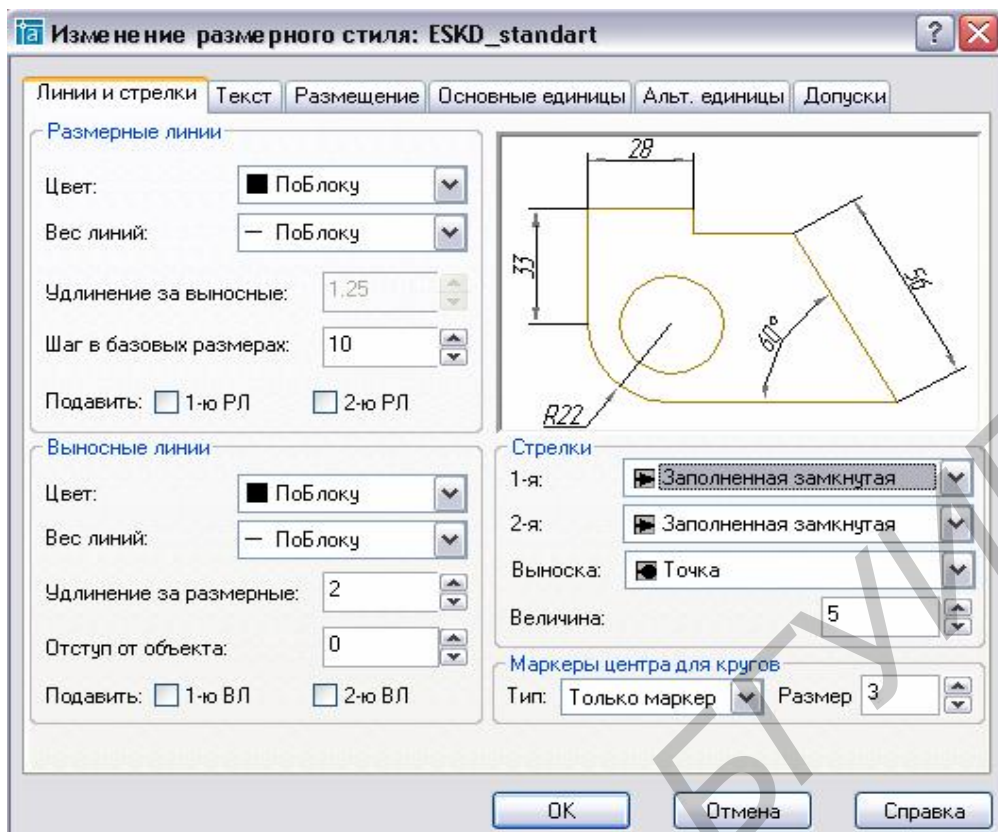 Изменение размерного стиля: ESKD_standart
Линии и стрелки Текст Размещение Основные единицы Альт. единицы Допуски
Размерные линии
Цвет: ПоБлоку
Вес линий: ПоБлоку
Удлинение за выносные: 1.25
Шаг в базовых размерах: 10
Подавить: 1-ю РЛ 2-ю РЛ
28
33
56
60°
R22
Выносные линии
Цвет: ПоБлоку
Вес линий: ПоБлоку
Удлинение за размерные: 2
Отступ от объекта: 0
Подавить: 1-ю ВЛ 2-ю ВЛ
Стрелки
1-я: Заполненная замкнутая
2-я: Заполненная замкнутая
Выноска: Точка
Величина: 5
Маркеры центра для кругов
Тип: Только маркер Размер 3
OK Отмена Справка